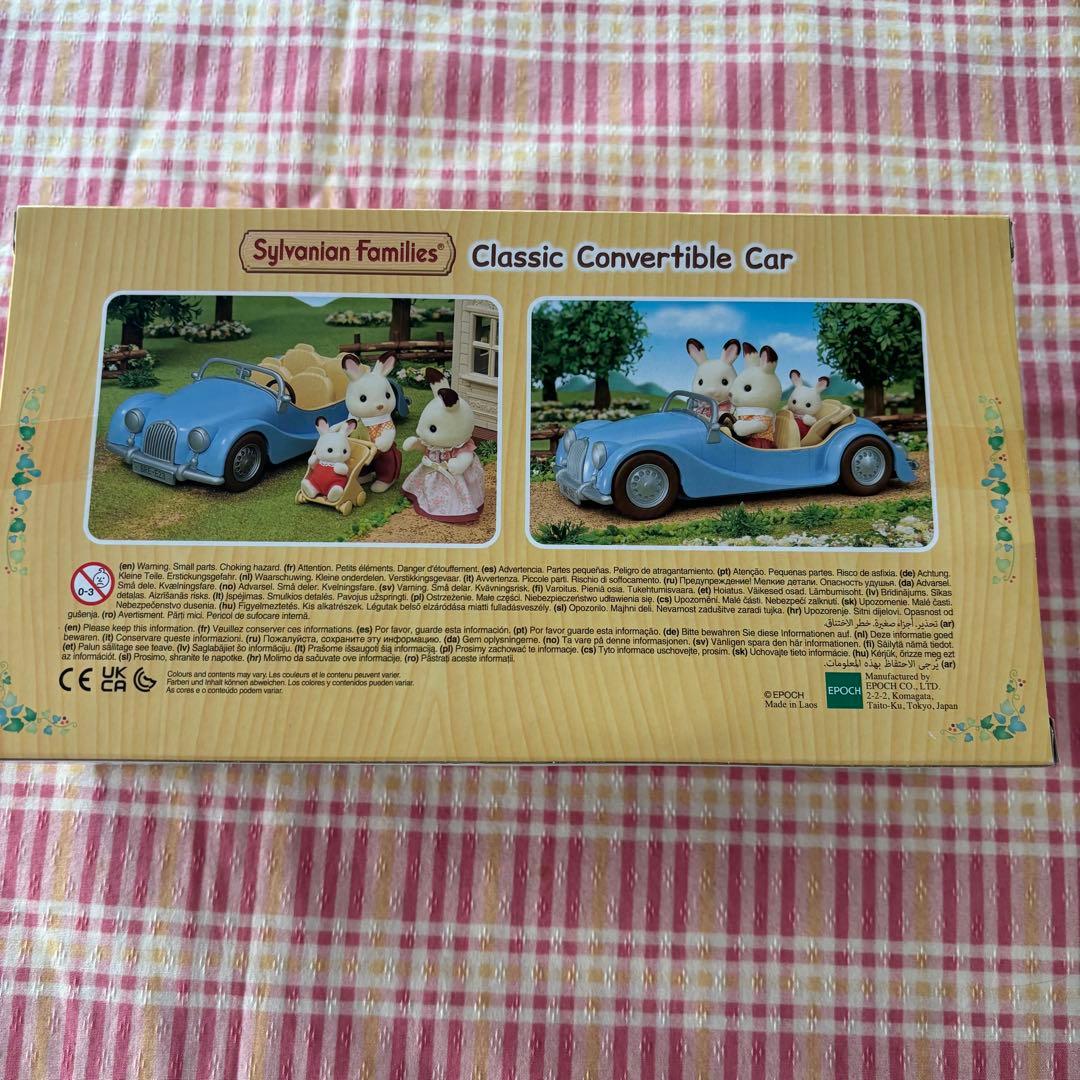 Sylvanian Families®
Classic Convertible Car
SRE-E23
0-3
(en) Warning. Small parts. Choking hazard. (fr) Attention. Petits éléments. Danger d'étouffement. (es) Advertencia. Partes pequeñas. Peligro de atragantamiento. (pt) Atenção. Pequenas partes. Risco de asfixia. (de) Achtung.
Kleine Teile. Erstickungsgefahr. (nl) Waarschuwing. Kleine onderdelen. Verstikkingsgevaar. (it) Avvertenza. Piccole parti. Rischio di soffocamento. (ru) Предупреждение! Мелкие детали. Опасность удушья. (da) Advarsel.
Små dele. Kvælningsfare. (no) Advarsel. Små deler. Kvelningsfare. (sv) Varning. Små delar. Kvävningsrisk. (fi) Varoitus. Pieniä osia. Tukehtumisvaara. (et) Hoiatus. Väikesed osad. Lämbumisoht. (lv) Brīdinājums. Sīkas
detaļas. Aizrīšanās risks. (lt) Įspėjimas. Smulkios detalės. Pavojus užspringti. (pl) Ostrzeżenie. Małe części. Niebezpieczeństwo udławienia się. (cs) Upozornění. Malé části. Nebezpečí zalknutí. (sk) Upozornenie. Malé časti.
Nebezpečenstvo dusenia. (hu) Figyelmeztetés. Kis alkatrészek. Légutak belső elzáródása miatti fulladásveszély. (sl) Opozorilo. Majhni deli. Nevarnost zadušitve zaradi tujka. (hr) Upozorenje. Sitni dijelovi. Opasnost od
gušenja. (ro) Avertisment. Părți mici. Pericol de sufocare internă.
(ar) تحذير. أجزاء صغيرة. خطر الاختناق.
(en) Please keep this information. (fr) Veuillez conserver ces informations. (es) Por favor, guarde esta información. (pt) Por favor guarde esta informação. (de) Bitte bewahren Sie diese Informationen auf. (nl) Deze informatie goed
bewaren. (it) Conservare queste informazioni. (ru) Пожалуйста, сохраните эту информацию. (da) Gem oplysningerne. (no) Ta vare på denne informasjonen. (sv) Vänligen spara den här informationen. (fi) Säilytä nämä tiedot.
(et) Palun säilitage see teave. (lv) Saglabājiet šo informāciju. (lt) Prašome išsaugoti šią informaciją. (pl) Prosimy zachować te informacje. (cs) Tyto informace uschovejte, prosím. (sk) Uchovajte tieto informácie. (hu) Kérjük, őrizze meg ezt
az információt. (sl) Prosimo, shranite te napotke. (hr) Molimo da sačuvate ove informacije. (ro) Păstrați aceste informații.
(ar) يُرجى الاحتفاظ بهذه المعلومات.
CE UK CA
Colours and contents may vary. Les couleurs et le contenu peuvent varier.
Farben und Inhalt können abweichen. Los colores y contenidos pueden variar.
As cores e o conteúdo podem variar.
© EPOCH
Made in Laos
EPOCH
Manufactured by
EPOCH CO., LTD.
2-2-2, Komagata,
Taito-Ku, Tokyo, Japan